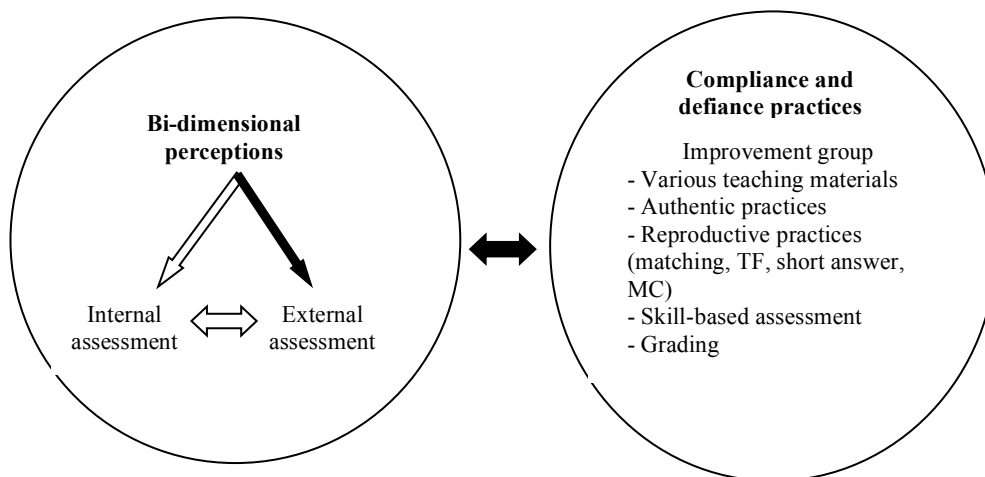 Bi-dimensional
perceptions
Internal
assessment
External
assessment
Compliance and
defiance practices
Improvement group
- Various teaching materials
- Authentic practices
- Reproductive practices
(matching, TF, short answer,
MC)
- Skill-based assessment
- Grading